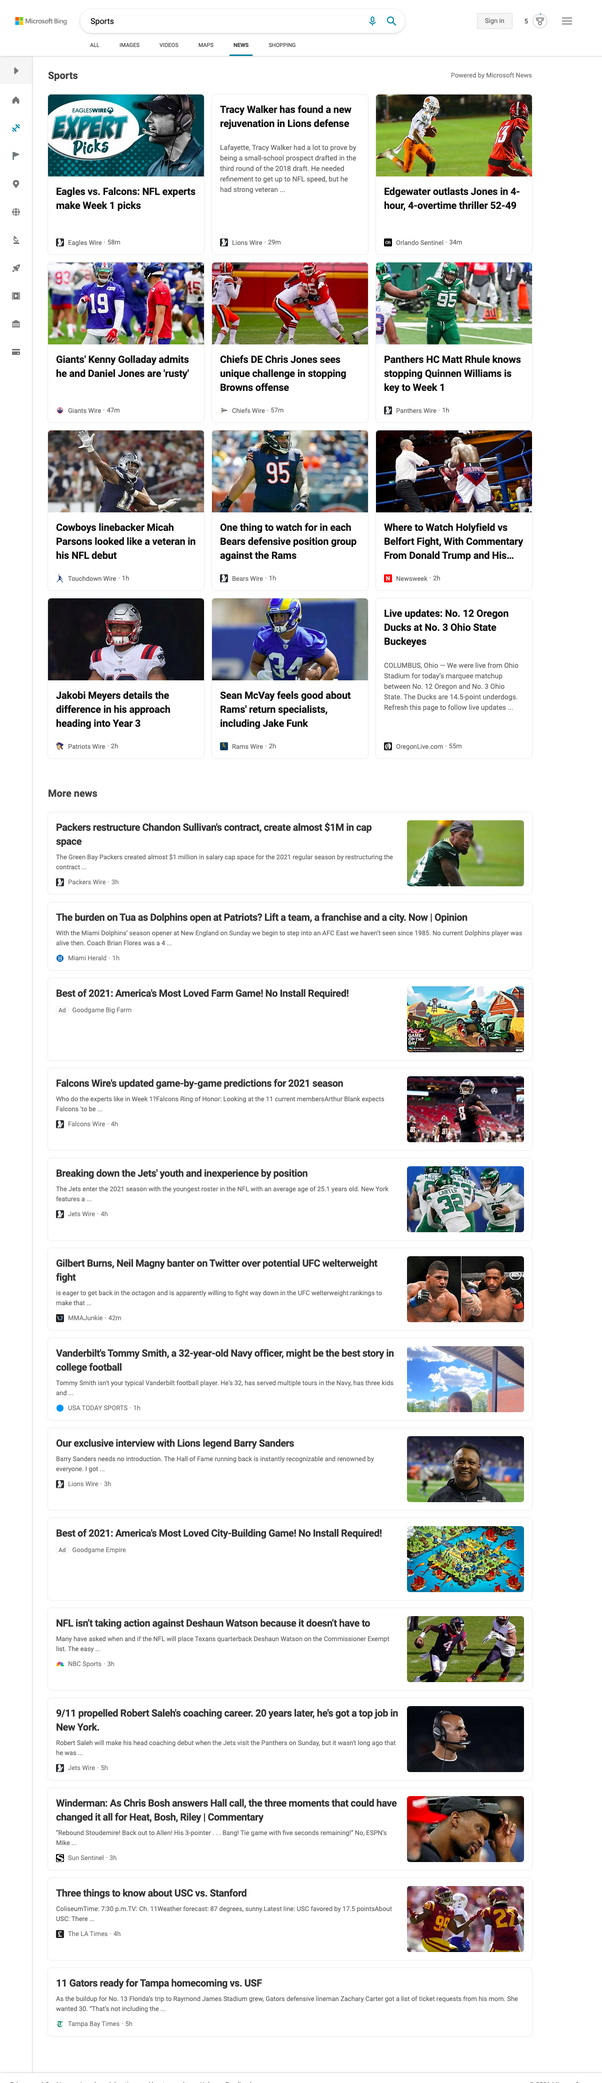 Microsoft Bing
Sports
Sign in
5
ALL IMAGES VIDEOS MAPS NEWS SHOPPING
Sports
Powered by Microsoft News
EAGLESWIRE
EXPERT
Picks
Eagles vs. Falcons: NFL experts
make Week 1 picks
Eagles Wire · 58m
Tracy Walker has found a new
rejuvenation in Lions defense
Lafayette, Tracy Walker had a lot to prove by
being a small-school prospect drafted in the
third round of the 2018 draft. He needed
refinement to get up to NFL speed, but he
had strong veteran ...
Lions Wire · 29m
Edgewater outlasts Jones in 4-
hour, 4-overtime thriller 52-49
Orlando Sentinel · 34m
Giants' Kenny Golladay admits
he and Daniel Jones are 'rusty'
Giants Wire · 47m
Chiefs DE Chris Jones sees
unique challenge in stopping
Browns offense
Chiefs Wire · 57m
Panthers HC Matt Rhule knows
stopping Quinnen Williams is
key to Week 1
Panthers Wire · 1h
Cowboys linebacker Micah
Parsons looked like a veteran in
his NFL debut
Touchdown Wire · 1h
One thing to watch for in each
Bears defensive position group
against the Rams
Bears Wire · 1h
Where to Watch Holyfield vs
Belfort Fight, With Commentary
From Donald Trump and His...
Newsweek · 2h
Jakobi Meyers details the
difference in his approach
heading into Year 3
Patriots Wire · 2h
Sean McVay feels good about
Rams' return specialists,
including Jake Funk
Rams Wire · 2h
Live updates: No. 12 Oregon
Ducks at No. 3 Ohio State
Buckeyes
COLUMBUS, Ohio — We were live from Ohio
Stadium for today's marquee matchup
between No. 12 Oregon and No. 3 Ohio
State. The Ducks are 14.5-point underdogs.
Refresh this page to follow live updates ...
OregonLive.com · 55m
More news
Packers restructure Chandon Sullivan's contract, create almost $1M in cap
space
The Green Bay Packers created almost $1 million in salary cap space for the 2021 regular season by restructuring the
contract ...
Packers Wire · 3h
The burden on Tua as Dolphins open at Patriots? Lift a team, a franchise and a city. Now | Opinion
With the Miami Dolphins' season opener at New England on Sunday we begin to step into an AFC East we haven't seen since 1985. No current Dolphins player was
alive then. Coach Brian Flores was a 4 ...
Miami Herald · 1h
Best of 2021: America's Most Loved Farm Game! No Install Required!
Ad Goodgame Big Farm
Falcons Wire's updated game-by-game predictions for 2021 season
Who do the experts like in Week 1?Falcons Ring of Honor: Looking at the 11 current membersArthur Blank expects
Falcons 'to be ...
Falcons Wire · 4h
Breaking down the Jets' youth and inexperience by position
The Jets enter the 2021 season with the youngest roster in the NFL with an average age of 25.1 years old. New York
features a ...
Jets Wire · 4h
Gilbert Burns, Neil Magny banter on Twitter over potential UFC welterweight
fight
is eager to get back in the octagon and is apparently willing to fight way down in the UFC welterweight rankings to
make that ...
MMAJunkie · 42m
Vanderbilt's Tommy Smith, a 32-year-old Navy officer, might be the best story in
college football
Tommy Smith isn't your typical Vanderbilt football player. He's 32, has served multiple tours in the Navy, has three kids
and ...
USA TODAY SPORTS · 1h
Our exclusive interview with Lions legend Barry Sanders
Barry Sanders needs no introduction. The Hall of Fame running back is instantly recognizable and renowned by
everyone. I got ...
Lions Wire · 3h
Best of 2021: America's Most Loved City-Building Game! No Install Required!
Ad Goodgame Empire
NFL isn't taking action against Deshaun Watson because it doesn't have to
Many have asked when and if the NFL will place Texans quarterback Deshaun Watson on the Commissioner Exempt
list. The easy ...
NBC Sports · 3h
9/11 propelled Robert Saleh's coaching career. 20 years later, he's got a top job in
New York.
Robert Saleh will make his head coaching debut when the Jets visit the Panthers on Sunday, but it wasn't long ago that
he was ...
Jets Wire · 5h
Winderman: As Chris Bosh answers Hall call, the three moments that could have
changed it all for Heat, Bosh, Riley | Commentary
"Rebound Stoudemire! Back out to Allen! His 3-pointer . . . Bang! Tie game with five seconds remaining!" No, ESPN's
Mike ...
Sun Sentinel · 3h
Three things to know about USC vs. Stanford
ColiseumTime: 7:30 p.m.TV: Ch. 11Weather forecast: 87 degrees, sunny.Latest line: USC favored by 17.5 pointsAbout
USC: There ...
The LA Times · 4h
11 Gators ready for Tampa homecoming vs. USF
As the buildup for No. 13 Florida's trip to Raymond James Stadium grew, Gators defensive lineman Zachary Carter got a list of ticket requests from his mom. She
wanted 30. "That's not including the ...
Tampa Bay Times · 5h